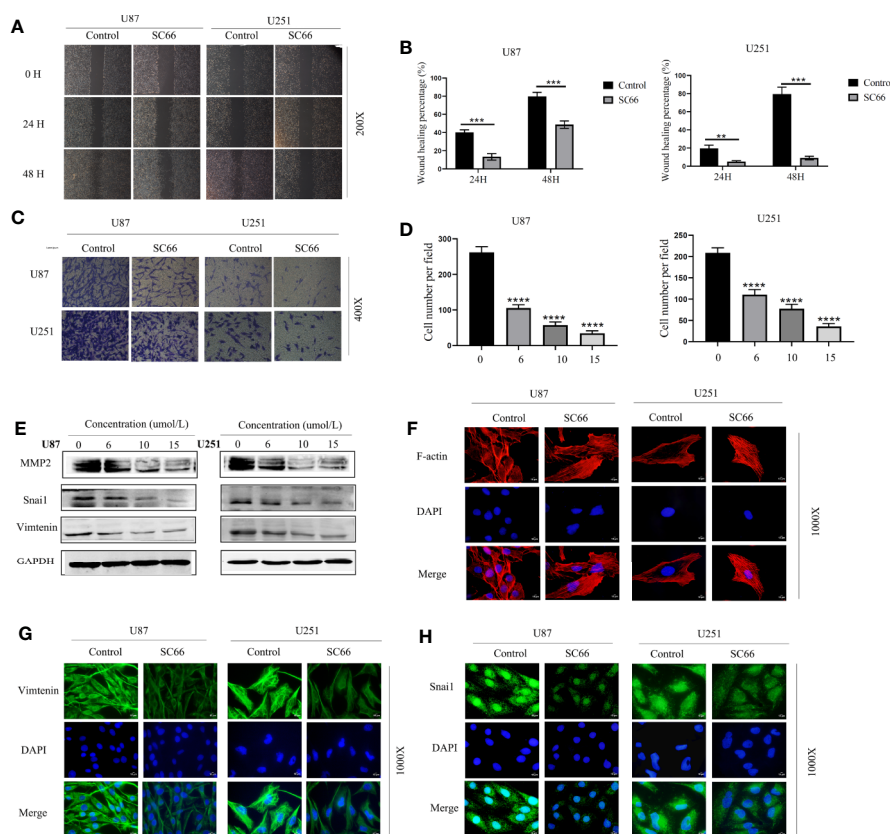 A
U87
U251
Control
SC66
Control
SC66
0 H
24 H
48 H
200X
B
U87
Wound healing percentage (%)
100
80
60
40
20
0
***
***
24H
48H
Control
SC66
U251
Wound healing percentage (%)
100
80
60
40
20
0
**
***
24H
48H
Control
SC66
C
U87
U251
Control
SC66
Control
SC66
U87
U251
400X
D
U87
Cell number per field
300
200
100
0
****
****
****
0
6
10
15
U251
Cell number per field
250
200
150
100
50
0
****
****
****
0
6
10
15
E
Concentration (umol/L)
Concentration (umol/L)
U87
0
6
10
15
U251
0
6
10
15
MMP2
Snai1
Vimtenin
GAPDH
F
U87
U251
Control
SC66
Control
SC66
F-actin
DAPI
Merge
1000X
G
U87
U251
Control
SC66
Control
SC66
Vimtenin
DAPI
Merge
1000X
H
U87
U251
Control
SC66
Control
SC66
Snai1
DAPI
Merge
1000X